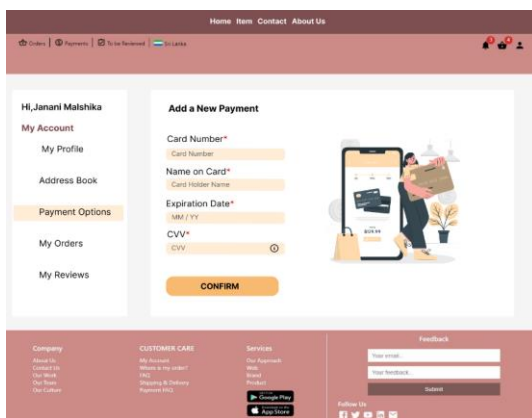 Home Item Contact About Us
Orders Payments To be Reviewed Sri Lanka
3 4
Hi,Janani Malshika
My Account
My Profile
Address Book
Payment Options
My Orders
My Reviews
Add a New Payment
Card Number*
Card Number
Name on Card*
Card Holder Name
Expiration Date*
MM / YY
CVV*
CVV
CONFIRM
$09.99
Company
About Us
Contact Us
Our Work
Our Team
Our Culture
CUSTOMER CARE
My Account
Where is my order?
FAQ
Shipping & Delivery
Payment FAQ
Services
Our Approach
Web
Brand
Product
Google Play
App Store
Feedback
Your email..
Your feedback..
Submit
Follow Us